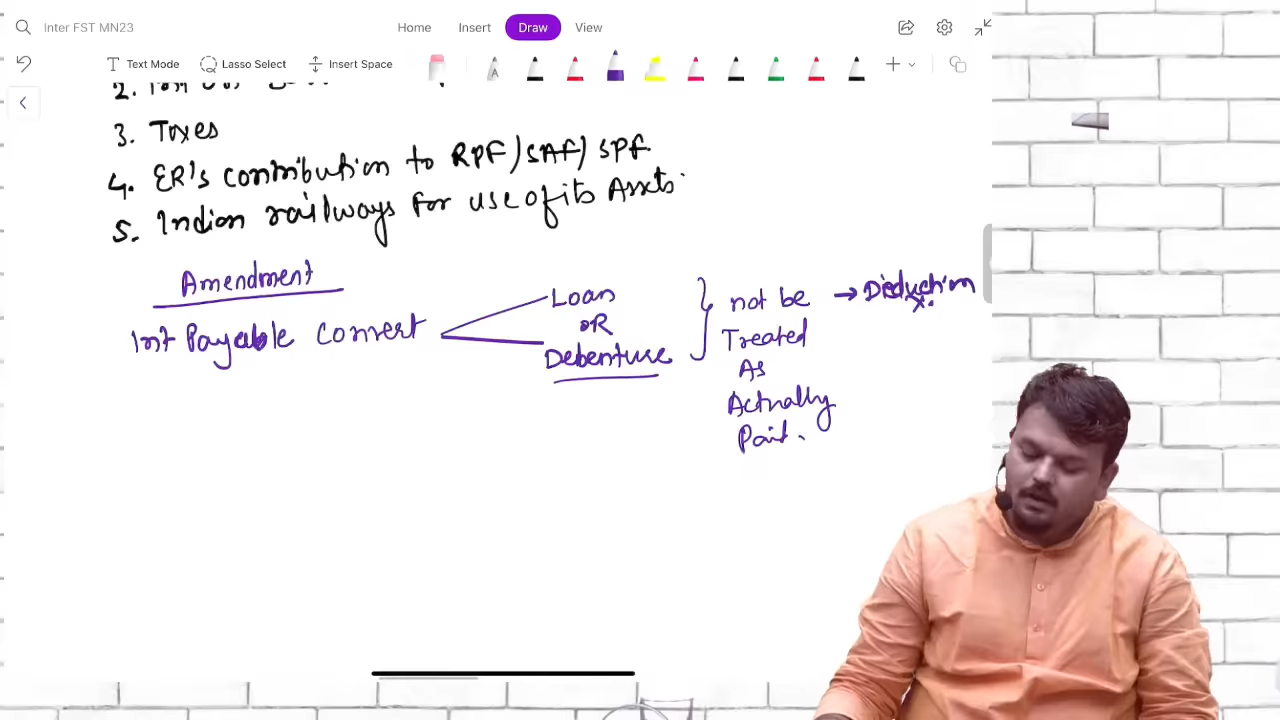 Inter FST MN23
Home Insert Draw View
Text Mode Lasso Select Insert Space
2.
3. Taxes
4. ER's contribution to RPF/SAF/SPF
5. Indian railways for use of its Assets.
Amendment
Int Payable Convert
Loan
OR
Debenture
not be
Treated
As
Actually
Paid.
→ Deduction
x.